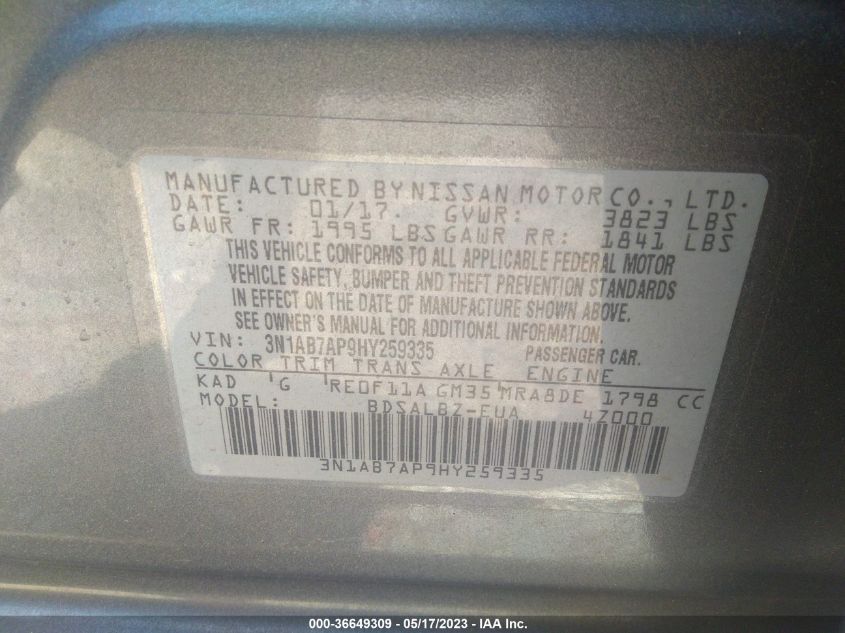 MANUFACTURED BY NISSAN MOTOR CO., LTD.
DATE: 01/17. GVWR: 3823 LBS
GAWR FR: 1995 LBS GAWR RR: 1841 LBS
THIS VEHICLE CONFORMS TO ALL APPLICABLE FEDERAL MOTOR
VEHICLE SAFETY, BUMPER AND THEFT PREVENTION STANDARDS
IN EFFECT ON THE DATE OF MANUFACTURE SHOWN ABOVE.
SEE OWNER'S MANUAL FOR ADDITIONAL INFORMATION.
VIN: 3N1AB7AP9HY259335 PASSENGER CAR.
COLOR TRIM TRANS AXLE ENGINE
KAD G RE0F11A GM35 MRA8DE 1798 CC
MODEL: BDSALBZ-EUA 4Z000
3N1AB7AP9HY259335
000-36649309 - 05/17/2023 - IAA Inc.